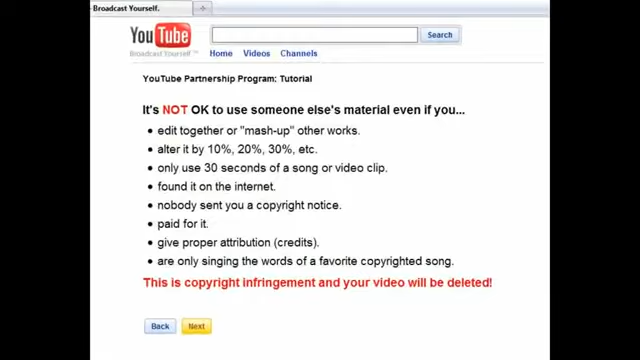 Broadcast Yourself.
YouTube
Search
Broadcast Yourself™
Home Videos Channels
YouTube Partnership Program: Tutorial
It's NOT OK to use someone else's material even if you...
• edit together or "mash-up" other works.
• alter it by 10%, 20%, 30%, etc.
• only use 30 seconds of a song or video clip.
• found it on the internet.
• nobody sent you a copyright notice.
• paid for it.
• give proper attribution (credits).
• are only singing the words of a favorite copyrighted song.
This is copyright infringement and your video will be deleted!
Back Next